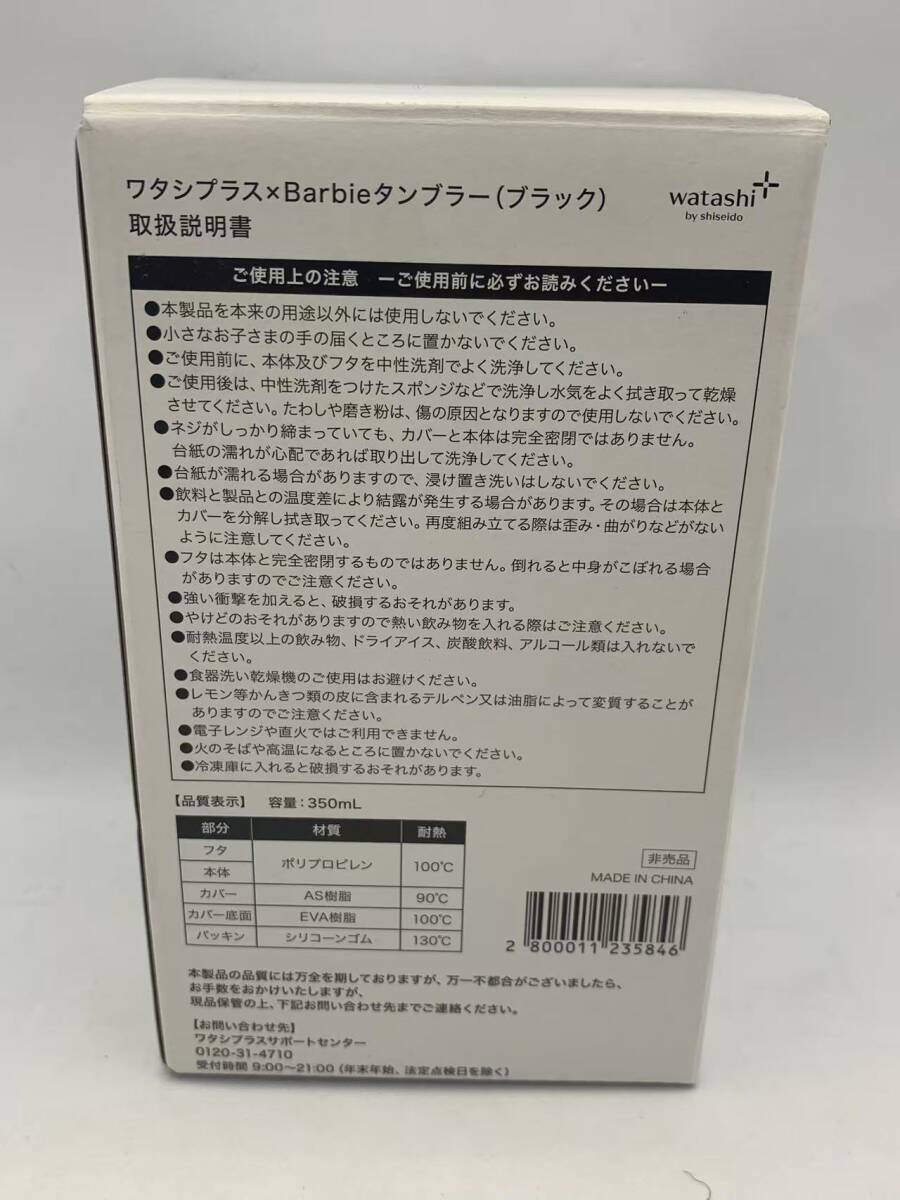 ワタシプラス×Barbieタンブラー（ブラック）
取扱説明書
watashi+
by shiseido
ご使用上の注意 ーご使用前に必ずお読みくださいー
●本製品を本来の用途以外には使用しないでください。
●小さなお子さまの手の届くところに置かないでください。
●ご使用前に、本体及びフタを中性洗剤でよく洗浄してください。
●ご使用後は、中性洗剤をつけたスポンジなどで洗浄し水気をよく拭き取って乾燥
させてください。たわしや磨き粉は、傷の原因となりますので使用しないでください。
●ネジがしっかり締まっていても、カバーと本体は完全密閉ではありません。
台紙の濡れが心配であれば取り出して洗浄してください。
●台紙が濡れる場合がありますので、浸け置き洗いはしないでください。
●飲料と製品との温度差により結露が発生する場合があります。その場合は本体と
カバーを分解し拭き取ってください。再度組み立てる際は歪み・曲がりなどがない
ように注意してください。
●フタは本体と完全密閉するものではありません。倒れると中身がこぼれる場合
がありますのでご注意ください。
●強い衝撃を加えると、破損するおそれがあります。
●やけどのおそれがありますので熱い飲み物を入れる際はご注意ください。
●耐熱温度以上の飲み物、ドライアイス、炭酸飲料、アルコール類は入れないで
ください。
●食器洗い乾燥機のご使用はお避けください。
●レモン等かんきつ類の皮に含まれるテルペン又は油脂によって変質することが
ありますのでご注意ください。
●電子レンジや直火ではご利用できません。
●火のそばや高温になるところに置かないでください。
●冷凍庫に入れると破損するおそれがあります。
【品質表示】 容量：350mL
部分 材質 耐熱
フタ
本体 ポリプロピレン 100℃
カバー AS樹脂 90℃
カバー底面 EVA樹脂 100℃
パッキン シリコーンゴム 130℃
非売品
MADE IN CHINA
2 800011 235846
本製品の品質には万全を期しておりますが、万一不都合がございましたら、
お手数をおかけいたしますが、
現品保管の上、下記お問い合わせ先までご連絡ください。
【お問い合わせ先】
ワタシプラスサポートセンター
0120-31-4710
受付時間 9:00～21:00（年末年始、法定点検日を除く）